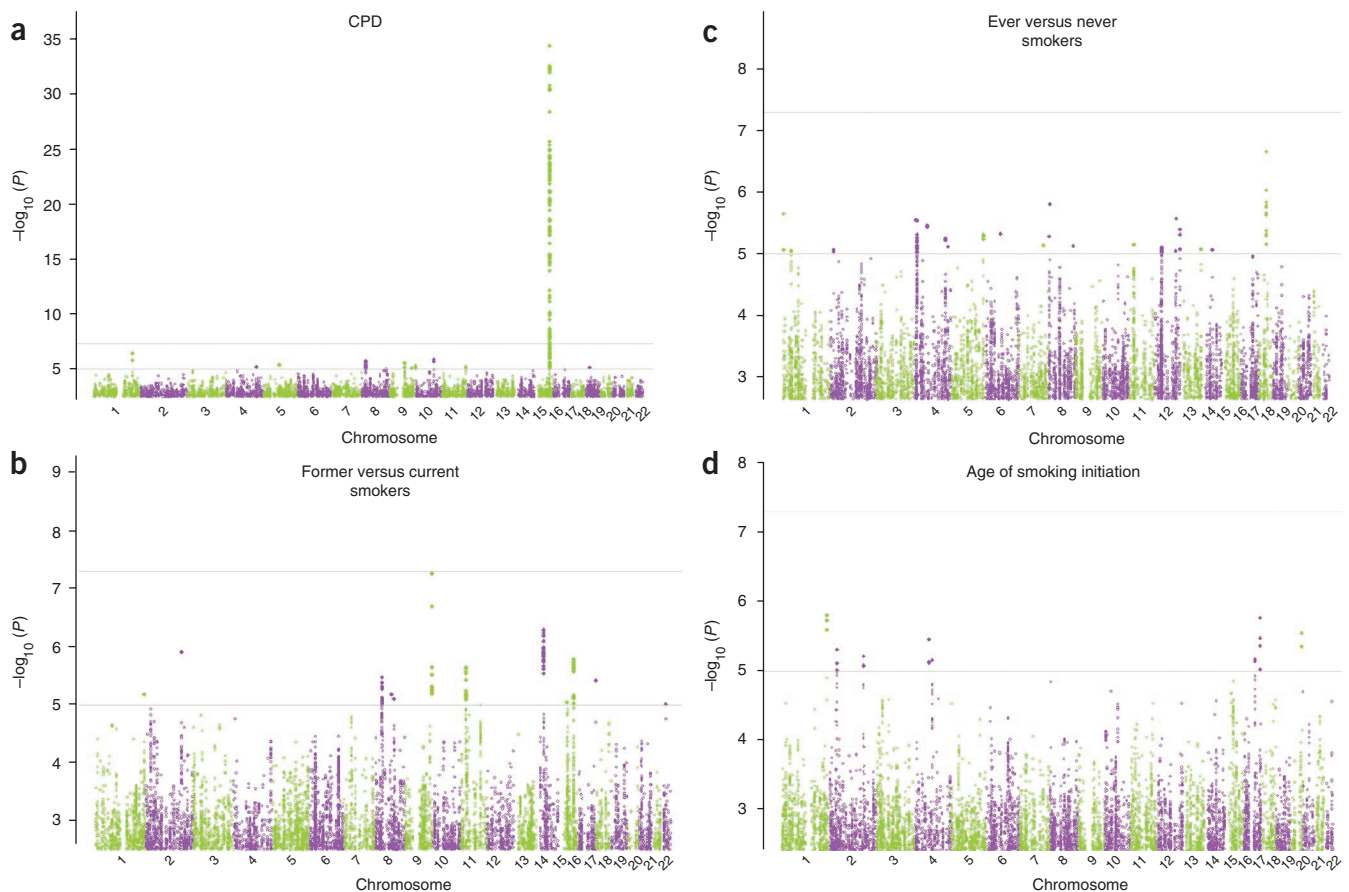 a
CPD
35
30
25
20
15
10
5
–log10 (P)
1 2 3 4 5 6 7 8 9 10 11 12 13 14 15 16 17 18 19 20 21 22
Chromosome
b
Former versus current
smokers
9
8
7
6
5
4
3
–log10 (P)
1 2 3 4 5 6 7 8 9 10 11 12 13 14 15 16 17 18 19 20 21 22
Chromosome
c
Ever versus never
smokers
8
7
6
5
4
3
–log10 (P)
1 2 3 4 5 6 7 8 9 10 11 12 13 14 15 16 17 18 19 20 21 22
Chromosome
d
Age of smoking initiation
8
7
6
5
4
3
–log10 (P)
1 2 3 4 5 6 7 8 9 10 11 12 13 14 15 16 17 18 19 20 21 22
Chromosome